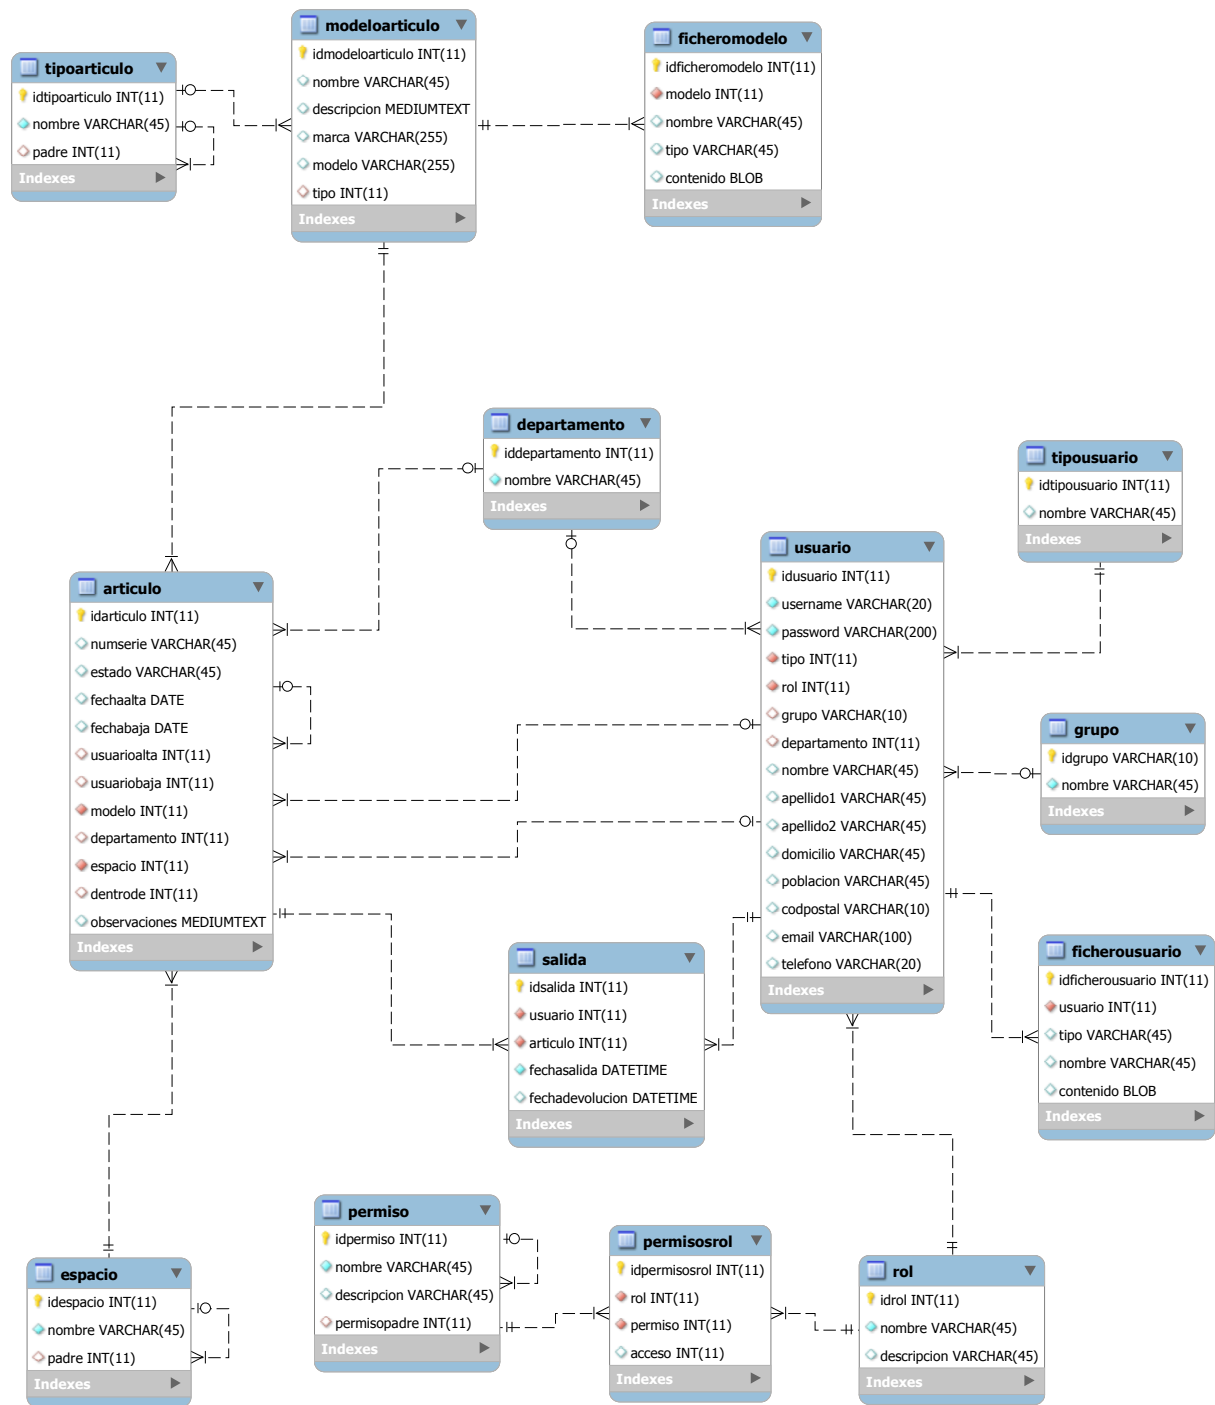 modeloarticulo
idmodeloarticulo INT(11)
nombre VARCHAR(45)
descripcion MEDIUMTEXT
marca VARCHAR(255)
modelo VARCHAR(255)
tipo INT(11)
Indexes
ficheromodelo
idficheromodelo INT(11)
modelo INT(11)
nombre VARCHAR(45)
tipo VARCHAR(45)
contenido BLOB
Indexes
tipoarticulo
idtipoarticulo INT(11)
nombre VARCHAR(45)
padre INT(11)
Indexes
departamento
iddepartamento INT(11)
nombre VARCHAR(45)
Indexes
tipousuario
idtipousuario INT(11)
nombre VARCHAR(45)
Indexes
usuario
idusuario INT(11)
username VARCHAR(20)
password VARCHAR(200)
tipo INT(11)
rol INT(11)
grupo VARCHAR(10)
departamento INT(11)
nombre VARCHAR(45)
apellido1 VARCHAR(45)
apellido2 VARCHAR(45)
domicilio VARCHAR(45)
poblacion VARCHAR(45)
codpostal VARCHAR(10)
email VARCHAR(100)
telefono VARCHAR(20)
Indexes
articulo
idarticulo INT(11)
numserie VARCHAR(45)
estado VARCHAR(45)
fechaalta DATE
fechabaja DATE
usuarioalta INT(11)
usuariobaja INT(11)
modelo INT(11)
departamento INT(11)
espacio INT(11)
dentrode INT(11)
observaciones MEDIUMTEXT
Indexes
grupo
idgrupo VARCHAR(10)
nombre VARCHAR(45)
Indexes
ficherousuario
idficherousuario INT(11)
usuario INT(11)
tipo VARCHAR(45)
nombre VARCHAR(45)
contenido BLOB
Indexes
salida
idsalida INT(11)
usuario INT(11)
articulo INT(11)
fechasalida DATETIME
fechadevolucion DATETIME
Indexes
permiso
idpermiso INT(11)
nombre VARCHAR(45)
descripcion VARCHAR(45)
permisopadre INT(11)
Indexes
permisosrol
idpermisosrol INT(11)
rol INT(11)
permiso INT(11)
acceso INT(11)
Indexes
rol
idrol INT(11)
nombre VARCHAR(45)
descripcion VARCHAR(45)
Indexes
espacio
idespacio INT(11)
nombre VARCHAR(45)
padre INT(11)
Indexes